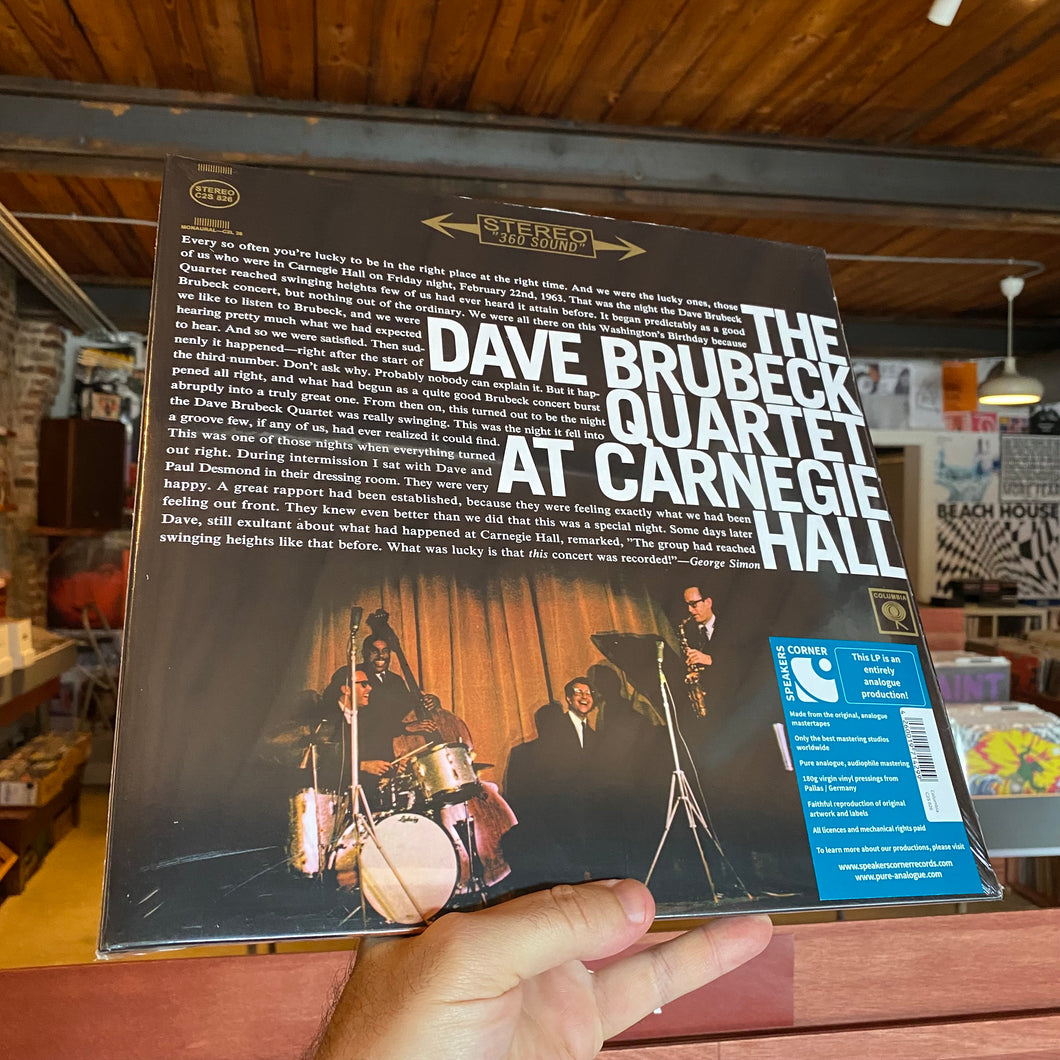 STEREO
C2S 826
MONAURAL—C2L 26
STEREO
"360 SOUND"
Every so often you're lucky to be in the right place at the right time. And we were the lucky ones, those
of us who were in Carnegie Hall on Friday night, February 22nd, 1963. That was the night the Dave Brubeck
Quartet reached swinging heights few of us had ever heard it attain before. It began predictably as a good
Brubeck concert, but nothing out of the ordinary. We were all there on this Washington's Birthday because
we like to listen to Brubeck, and we were
hearing pretty much what we had expected
to hear. And so we were satisfied. Then sud-
nenly it happened—right after the start of
the third number. Don't ask why. Probably nobody can explain it. But it hap-
pened all right, and what had begun as a quite good Brubeck concert burst
abruptly into a truly great one. From then on, this turned out to be the night
the Dave Brubeck Quartet was really swinging. This was the night it fell into
a groove few, if any of us, had ever realized it could find.
This was one of those nights when everything turned
out right. During intermission I sat with Dave and
Paul Desmond in their dressing room. They were very
happy. A great rapport had been established, because they were feeling exactly what we had been
feeling out front. They knew even better than we did that this was a special night. Some days later
Dave, still exultant about what had happened at Carnegie Hall, remarked, "The group had reached
swinging heights like that before. What was lucky is that this concert was recorded!"—George Simon
THE
DAVE BRUBECK
QUARTET
AT CARNEGIE
HALL
COLUMBIA
SPEAKERS
CORNER
This LP is an
entirely
analogue
production!
Made from the original, analogue
mastertapes
Only the best mastering studios
worldwide
Pure analogue, audiophile mastering
180g virgin vinyl pressings from
Pallas / Germany
Faithful reproduction of original
artwork and labels
All licences and mechanical rights paid
To learn more about our productions, please visit
www.speakerscornerrecords.com
www.pure-analogue.com
Ludwig
BEACH HOUSE